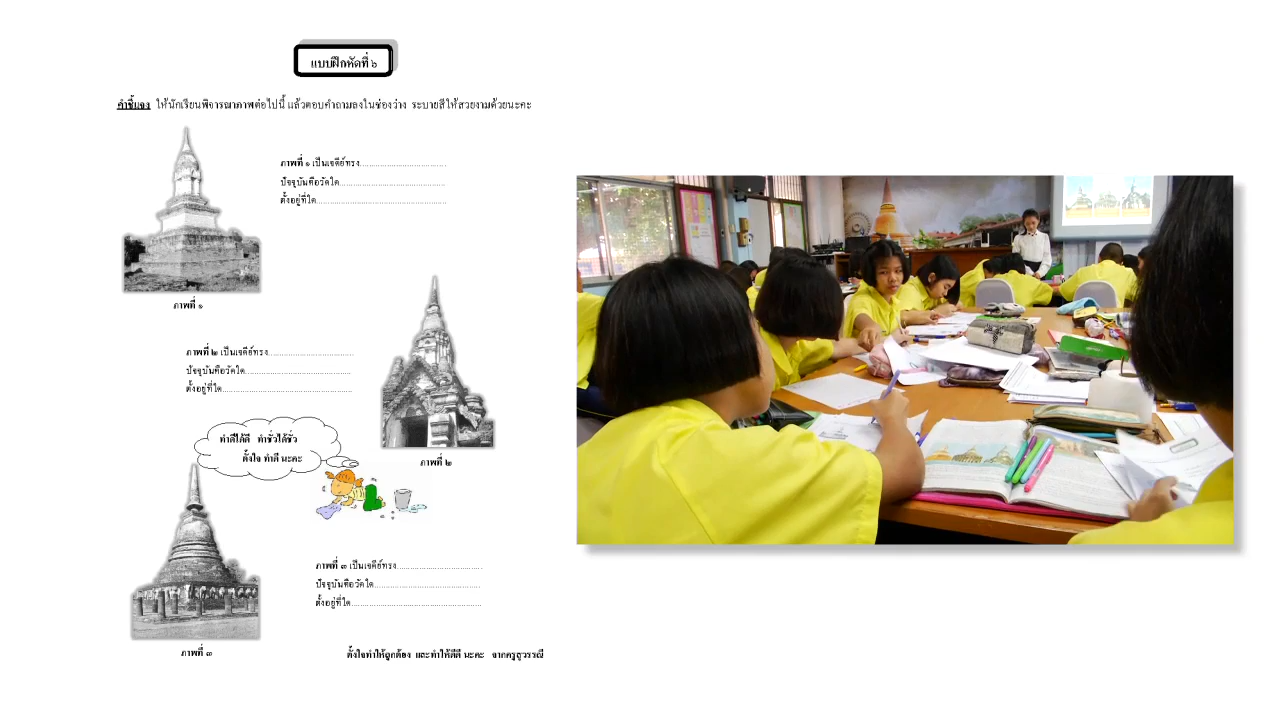 แบบฝึกหัดที่ ๖
คำชี้แจง ให้นักเรียนพิจารณาภาพต่อไปนี้ แล้วตอบคำถามลงในช่องว่าง ระบายสีให้สวยงามด้วยนะคะ
ภาพที่ ๑ เป็นเจดีย์ทรง......................................
ปัจจุบันคือวัดใด...............................................
ตั้งอยู่ที่ใด..........................................................
ภาพที่ ๑
ภาพที่ ๒ เป็นเจดีย์ทรง......................................
ปัจจุบันคือวัดใด...............................................
ตั้งอยู่ที่ใด..........................................................
ภาพที่ ๒
ทำดีได้ดี ทำชั่วได้ชั่ว
ตั้งใจ ทำดี นะคะ
ภาพที่ ๓ เป็นเจดีย์ทรง......................................
ปัจจุบันคือวัดใด...............................................
ตั้งอยู่ที่ใด..........................................................
ภาพที่ ๓
ตั้งใจทำให้ถูกต้อง และทำให้ดีดี นะคะ จากครูสุวรรณี